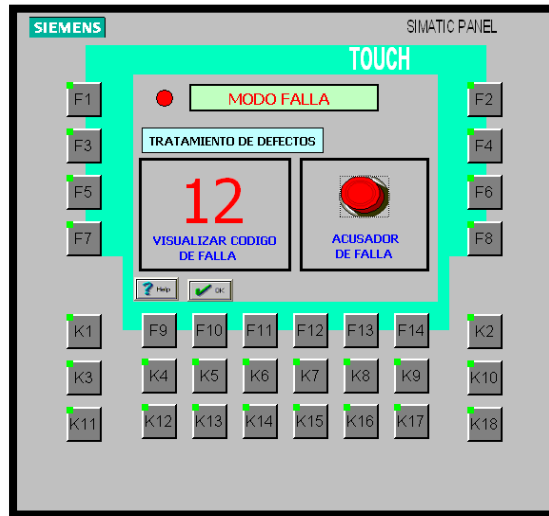 SIEMENS
SIMATIC PANEL
TOUCH
F1
F2
MODO FALLA
F3
F4
TRATAMIENTO DE DEFECTOS
F5
F6
12
F7
F8
VISUALIZAR CODIGO
DE FALLA
ACUSADOR
DE FALLA
Help
OK
K1
F9
F10
F11
F12
F13
F14
K2
K3
K4
K5
K6
K7
K8
K9
K10
K11
K12
K13
K14
K15
K16
K17
K18